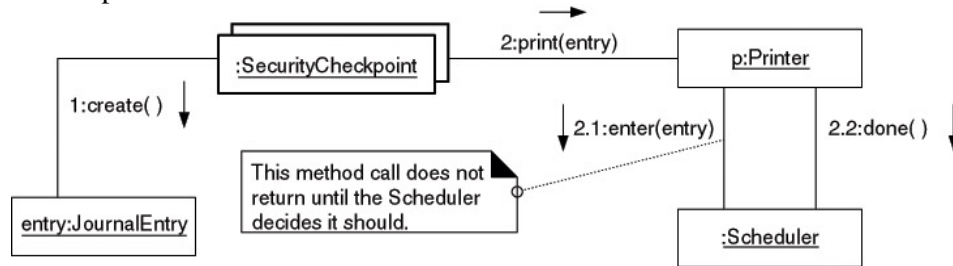 2:print(entry)
:SecurityCheckpoint
p:Printer
1:create( )
2.1:enter(entry)
2.2:done( )
This method call does not
return until the Scheduler
decides it should.
entry:JournalEntry
:Scheduler